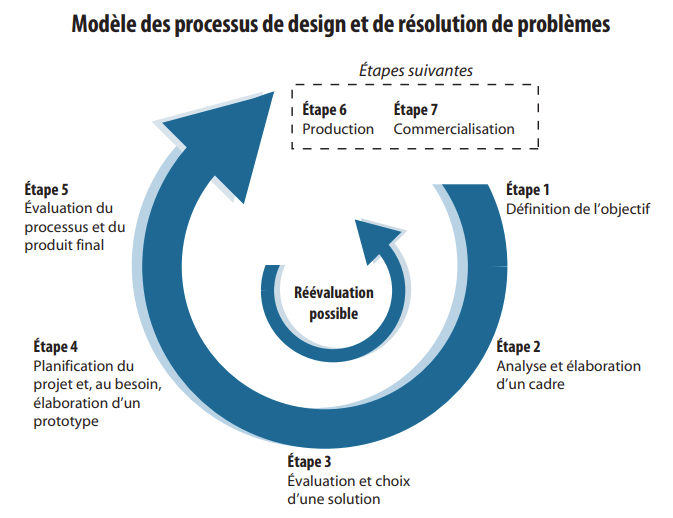 Modèle des processus de design et de résolution de problèmes
Étapes suivantes
Étape 6
Production
Étape 7
Commercialisation
Étape 1
Définition de l’objectif
Étape 2
Analyse et élaboration
d’un cadre
Étape 3
Évaluation et choix
d’une solution
Étape 4
Planification du
projet et, au besoin,
élaboration d’un
prototype
Étape 5
Évaluation du
processus et du
produit final
Réévaluation
possible